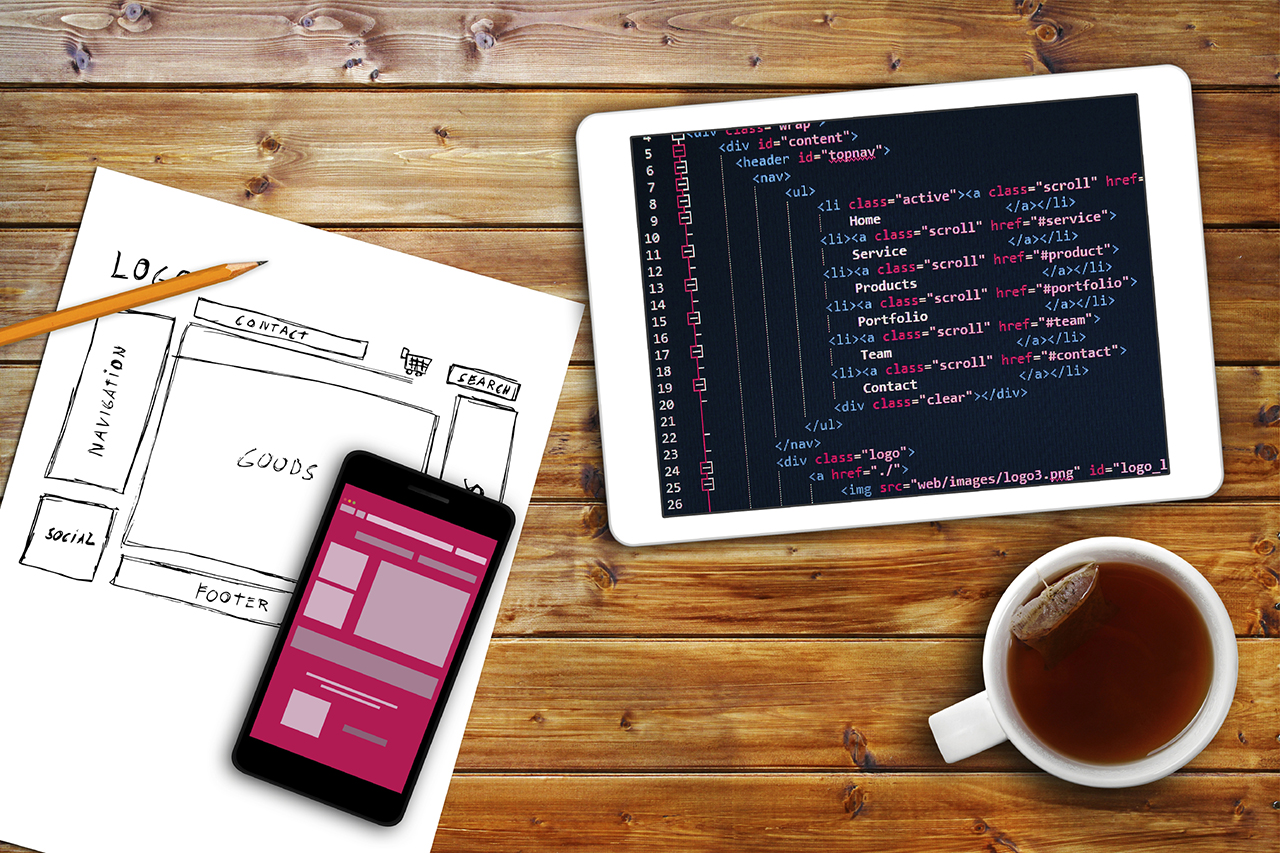 LOGO
CONTACT
NAVIGATION
SEARCH
GOODS
SOCIAL
FOOTER
4 <div class="wrap">
5 <div id="content">
6 <header id="topnav">
7 <nav>
8 <ul>
9 <li class="active"><a class="scroll" href=
Home </a></li>
10 <li><a class="scroll" href="#service">
11 Service </a></li>
12 <li><a class="scroll" href="#product">
13 Products </a></li>
14 <li><a class="scroll" href="#portfolio">
15 Portfolio </a></li>
16 <li><a class="scroll" href="#team">
17 Team </a></li>
18 <li><a class="scroll" href="#contact">
19 Contact </a></li>
20 <div class="clear"></div>
21 </ul>
22 </nav>
23 <div class="logo">
24 <a href="./">
25 <img src="web/images/logo3.png" id="logo_l
26